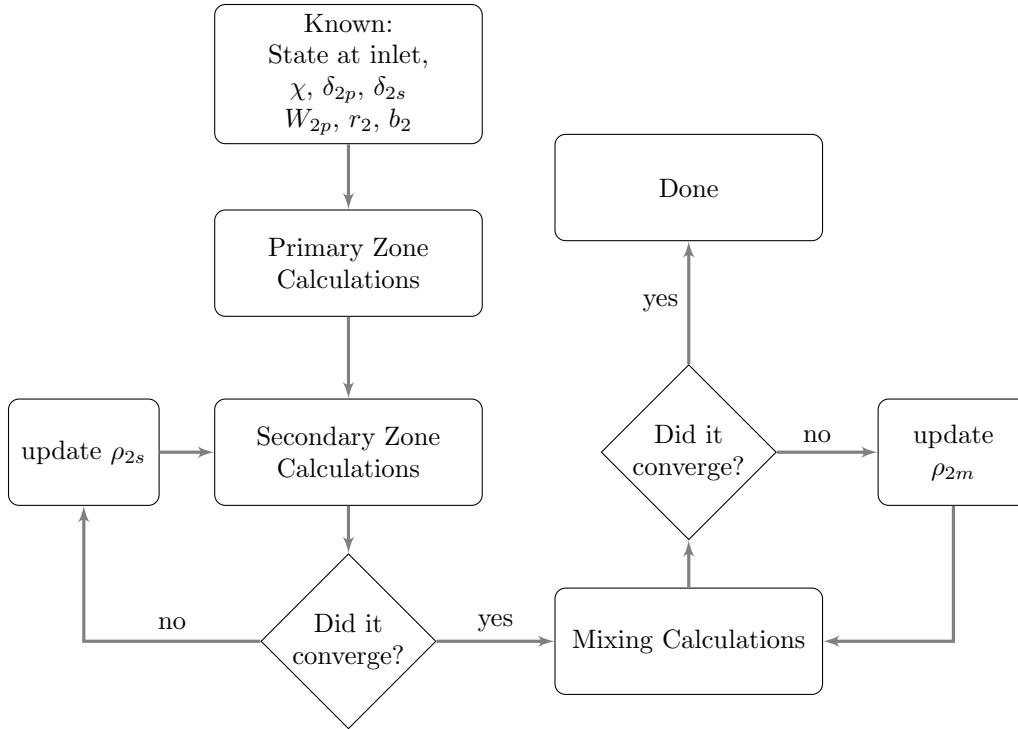 Known:
State at inlet,
χ, δ₂ₚ, δ₂ₛ
W₂ₚ, r₂, b₂
Primary Zone
Calculations
update ρ₂ₛ
Secondary Zone
Calculations
no
Did it
converge?
yes
Mixing Calculations
Did it
converge?
no
update
ρ₂ₘ
yes
Done